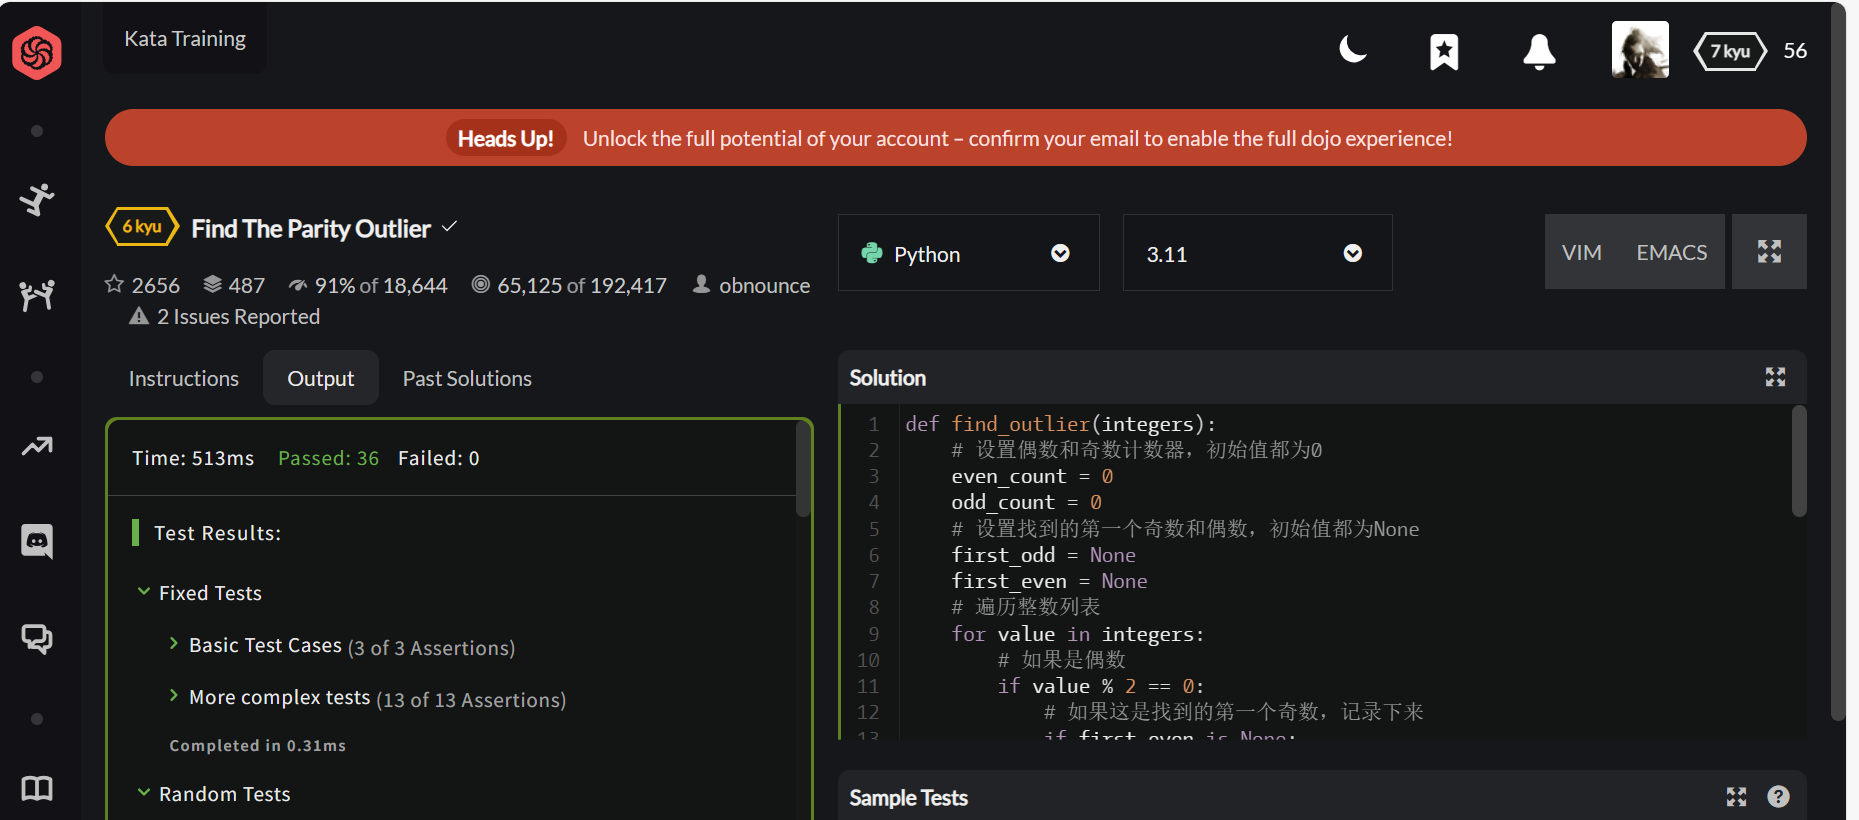 Kata Training
7 kyu 56
Heads Up! Unlock the full potential of your account – confirm your email to enable the full dojo experience!
6 kyu Find The Parity Outlier
2656 487 91% of 18,644 65,125 of 192,417 obnounce
2 Issues Reported
Python 3.11 VIM EMACS
Instructions Output Past Solutions
Time: 513ms Passed: 36 Failed: 0
Test Results:
Fixed Tests
Basic Test Cases (3 of 3 Assertions)
More complex tests (13 of 13 Assertions)
Completed in 0.31ms
Random Tests
Solution
1 def find_outlier(integers):
2 # 设置偶数和奇数计数器，初始值都为0
3 even_count = 0
4 odd_count = 0
5 # 设置找到的第一个奇数和偶数，初始值都为None
6 first_odd = None
7 first_even = None
8 # 遍历整数列表
9 for value in integers:
10 # 如果是偶数
11 if value % 2 == 0:
12 # 如果这是找到的第一个奇数，记录下来
13 if first_even is None:
Sample Tests